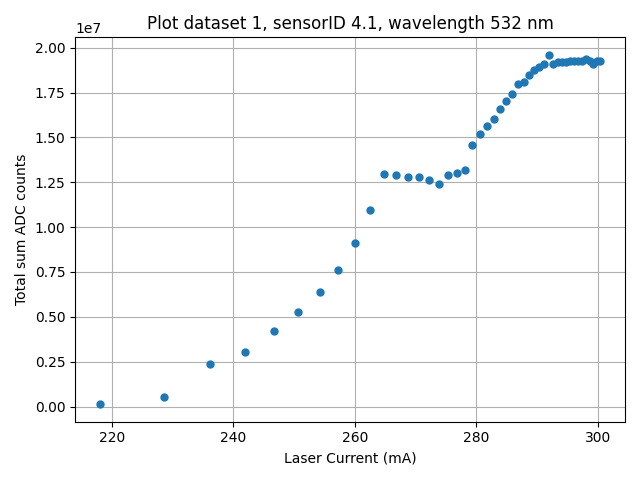 Plot dataset 1, sensorID 4.1, wavelength 532 nm
1e7
2.00
1.75
1.50
1.25
1.00
0.75
0.50
0.25
0.00
Total sum ADC counts
220 240 260 280 300
Laser Current (mA)